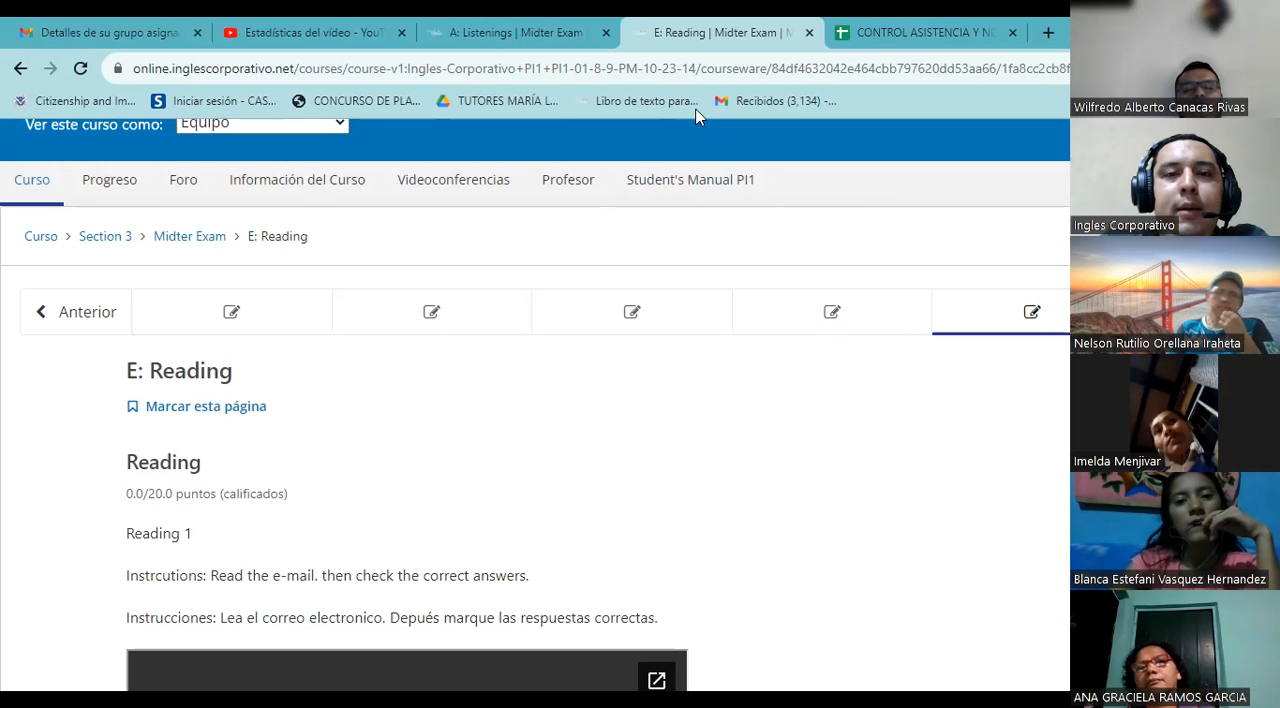 Detalles de su grupo asigna
Estadísticas del vídeo - YouT
A: Listenings | Midter Exam
E: Reading | Midter Exam | M
CONTROL ASISTENCIA Y NO
online.inglescorporativo.net/courses/course-v1:Ingles-Corporativo+PI1+PI1-01-8-9-PM-10-23-14/courseware/84df4632042e464cbb797620dd53aa66/1fa8cc2cb8f
Citizenship and Im...
Iniciar sesión - CAS...
CONCURSO DE PLA...
TUTORES MARÍA L...
Libro de texto para...
Recibidos (3,134) -...
Ver este curso como: Equipo
Curso Progreso Foro Información del Curso Videoconferencias Profesor Student's Manual PI1
Curso > Section 3 > Midter Exam > E: Reading
Anterior
E: Reading
Marcar esta página
Reading
0.0/20.0 puntos (calificados)
Reading 1
Instrcutions: Read the e-mail. then check the correct answers.
Instrucciones: Lea el correo electronico. Depués marque las respuestas correctas.
Wilfredo Alberto Canacas Rivas
Ingles Corporativo
Nelson Rutilio Orellana Iraheta
Imelda Menjivar
Blanca Estefani Vasquez Hernandez
ANA GRACIELA RAMOS GARCIA